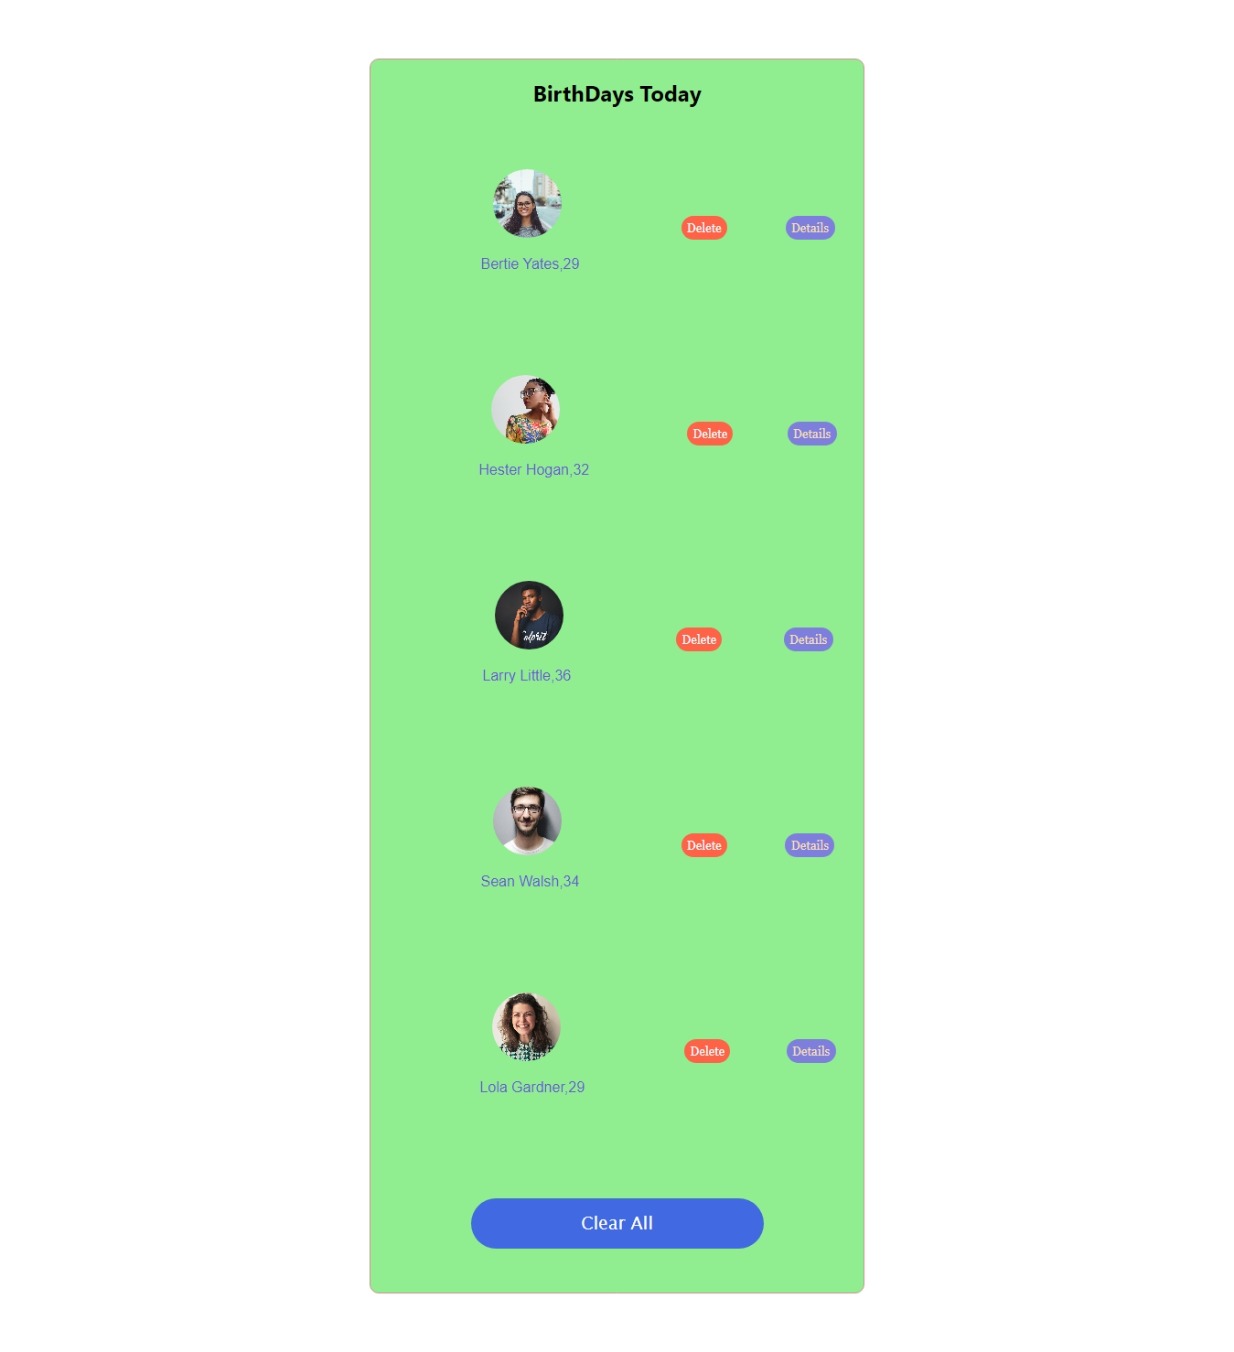 BirthDays Today
Delete Details
Bertie Yates,29
Delete Details
Hester Hogan,32
Delete Details
Larry Little,36
Delete Details
Sean Walsh,34
Delete Details
Lola Gardner,29
Clear All